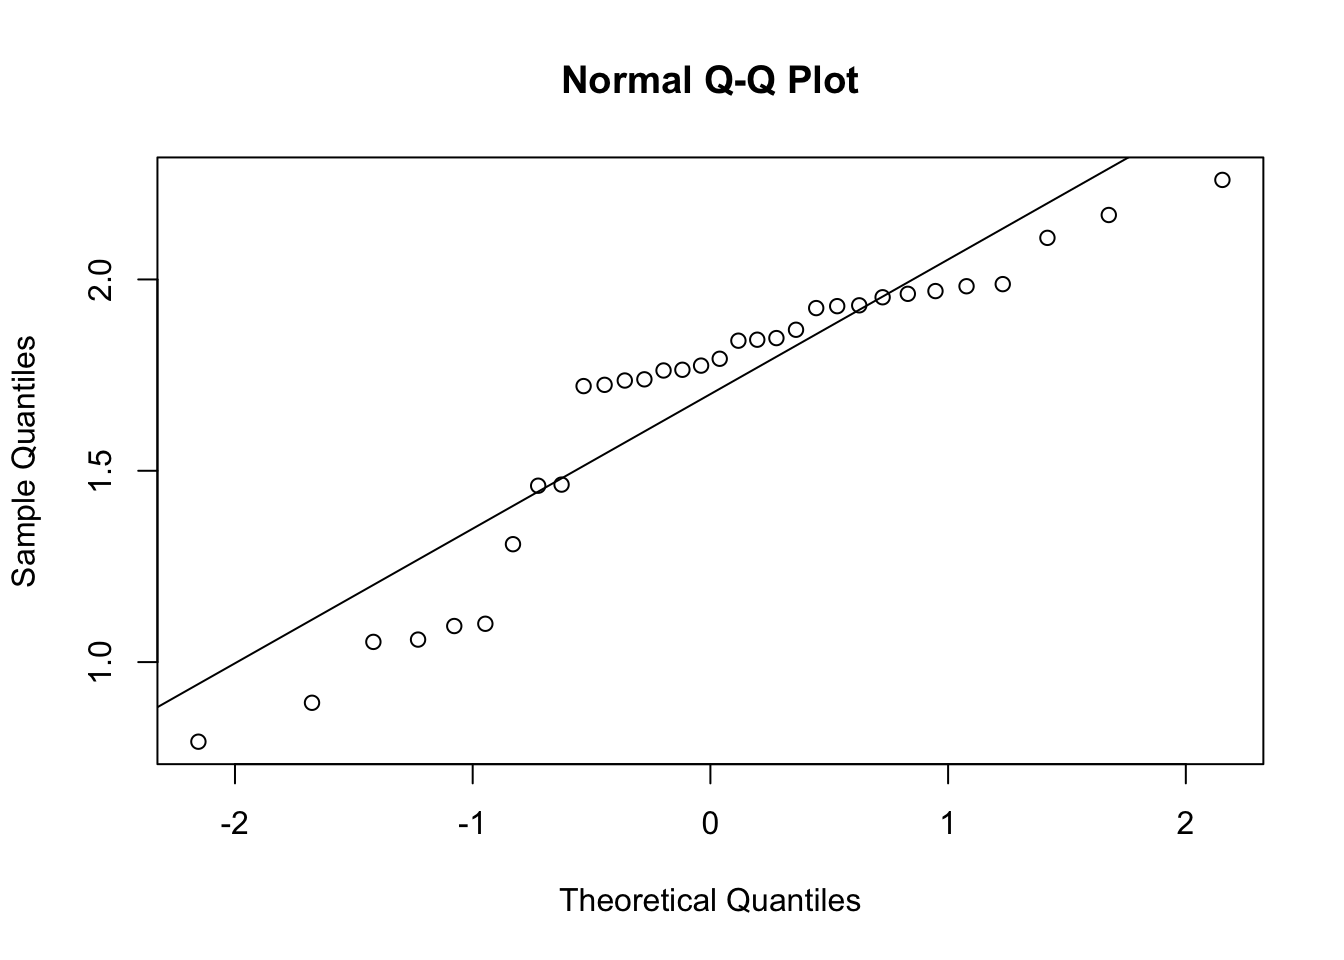 Normal Q-Q Plot
Sample Quantiles
2.0
1.5
1.0
-2 -1 0 1 2
Theoretical Quantiles